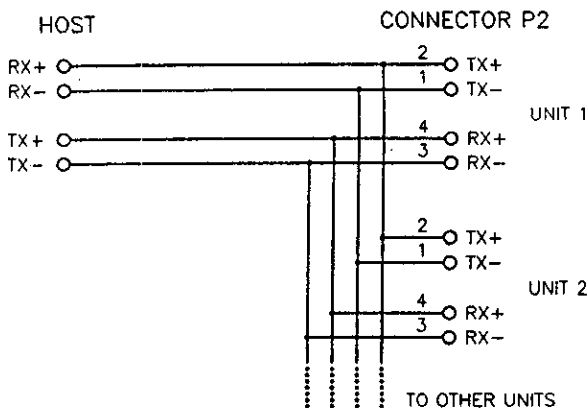 HOST CONNECTOR P2
RX+ 2 TX+
RX- 1 TX-
UNIT 1
TX+ 4 RX+
TX- 3 RX-
2 TX+
1 TX-
UNIT 2
4 RX+
3 RX-
TO OTHER UNITS